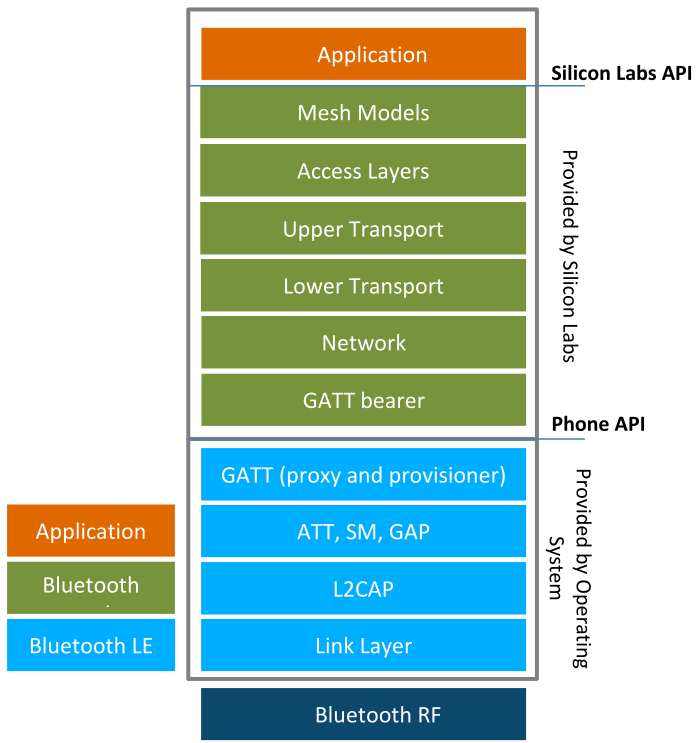 Application
Silicon Labs API
Mesh Models
Access Layers
Upper Transport
Lower Transport
Network
GATT bearer
Provided by Silicon Labs
Phone API
GATT (proxy and provisioner)
ATT, SM, GAP
L2CAP
Link Layer
Provided by Operating
System
Application
Bluetooth
Bluetooth LE
Bluetooth RF